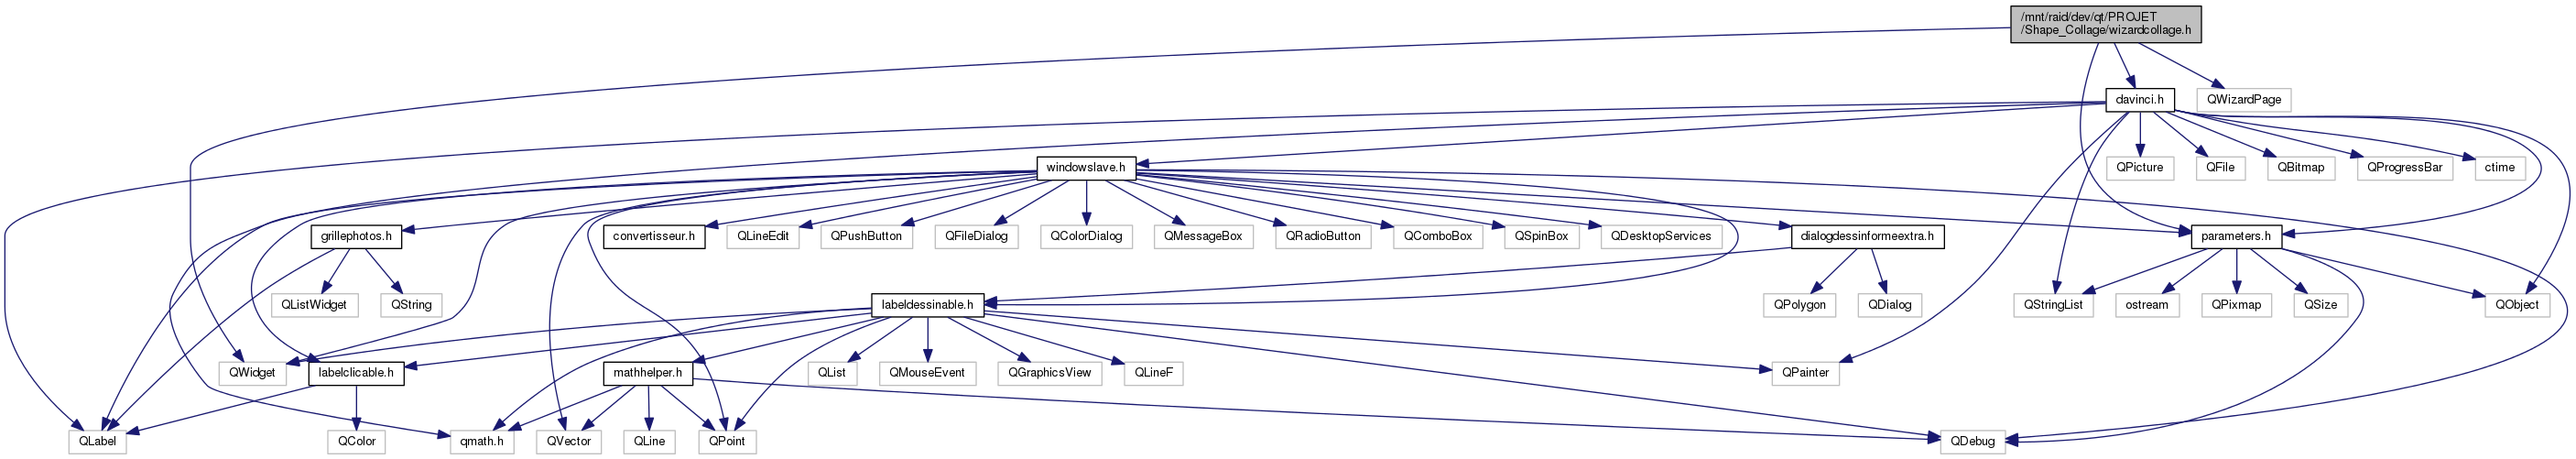 /mnt/raid/dev/qt/PROJET
/Shape_Collage/wizardcollage.h
davinci.h
QWizardPage
windowslave.h
QPicture
QFile
QBitmap
QProgressBar
ctime
grillephotos.h
convertisseur.h
QLineEdit
QPushButton
QFileDialog
QColorDialog
QMessageBox
QRadioButton
QComboBox
QSpinBox
QDesktopServices
dialogdessinformeextra.h
parameters.h
QListWidget
QString
labeldessinable.h
QPolygon
QDialog
QStringList
ostream
QPixmap
QSize
QObject
QWidget
labelclicable.h
mathhelper.h
QList
QMouseEvent
QGraphicsView
QLineF
QPainter
QLabel
QColor
qmath.h
QVector
QLine
QPoint
QDebug